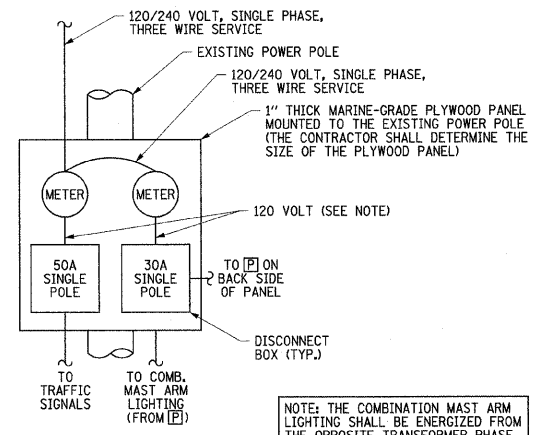 120/240 VOLT, SINGLE PHASE,
THREE WIRE SERVICE
EXISTING POWER POLE
120/240 VOLT, SINGLE PHASE,
THREE WIRE SERVICE
1" THICK MARINE-GRADE PLYWOOD PANEL
MOUNTED TO THE EXISTING POWER POLE
(THE CONTRACTOR SHALL DETERMINE THE
SIZE OF THE PLYWOOD PANEL)
METER
METER
120 VOLT (SEE NOTE)
50A
SINGLE
POLE
30A
SINGLE
POLE
TO P ON
BACK SIDE
OF PANEL
DISCONNECT
BOX (TYP.)
TO
TRAFFIC
SIGNALS
TO COMB.
MAST ARM
LIGHTING
(FROM P)
NOTE: THE COMBINATION MAST ARM
LIGHTING SHALL BE ENERGIZED FROM
THE OPPOSITE TRANSFORMER PHASE